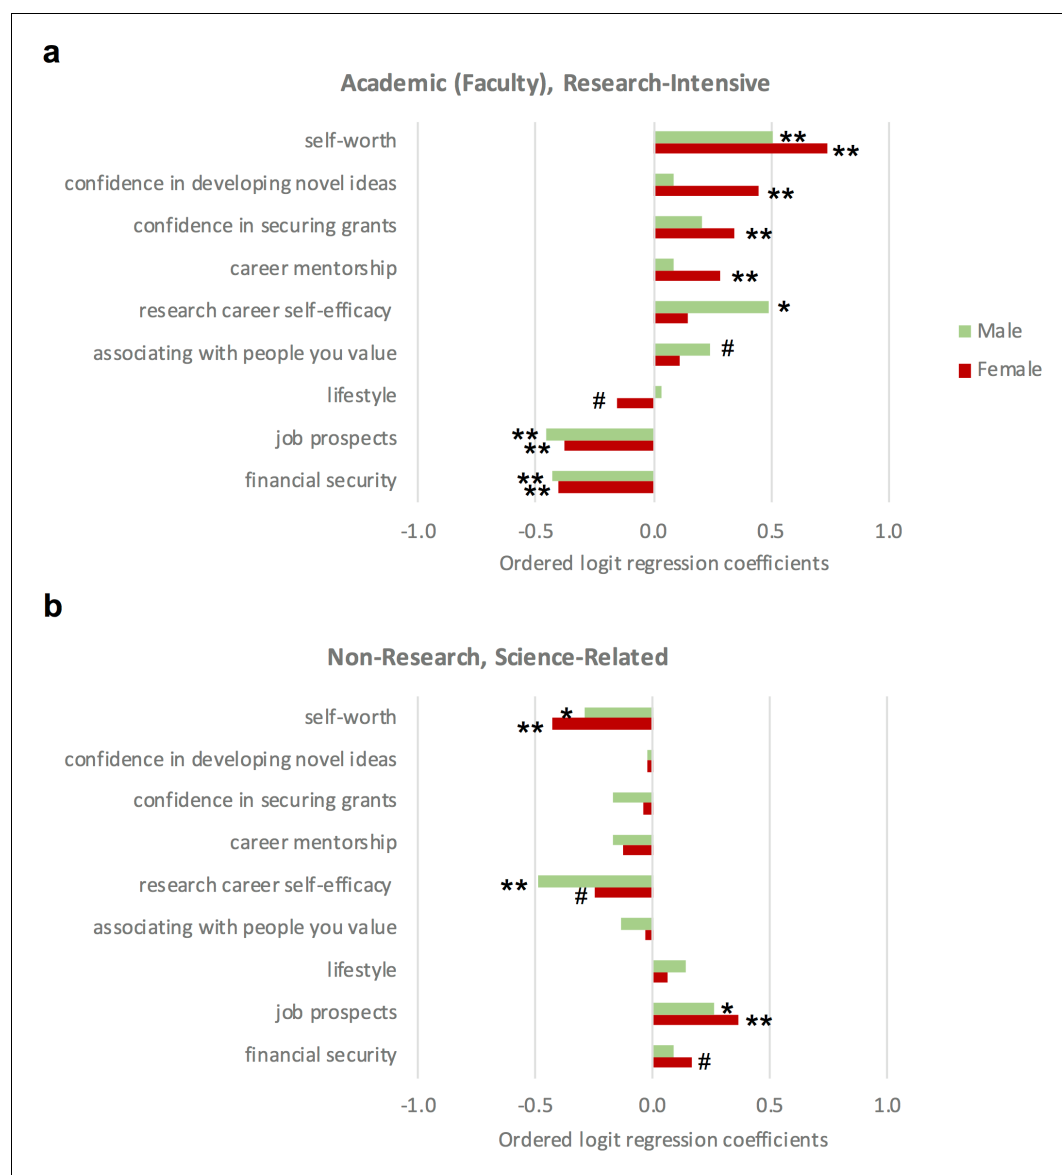 a
Academic (Faculty), Research-Intensive
self-worth
**
**
confidence in developing novel ideas
**
confidence in securing grants
**
career mentorship
**
research career self-efficacy
*
associating with people you value
#
lifestyle
#
job prospects
**
**
financial security
**
**
Male
Female
-1.0 -0.5 0.0 0.5 1.0
Ordered logit regression coefficients
b
Non-Research, Science-Related
self-worth
*
**
confidence in developing novel ideas
confidence in securing grants
career mentorship
research career self-efficacy
**
#
associating with people you value
lifestyle
job prospects
*
**
financial security
#
-1.0 -0.5 0.0 0.5 1.0
Ordered logit regression coefficients